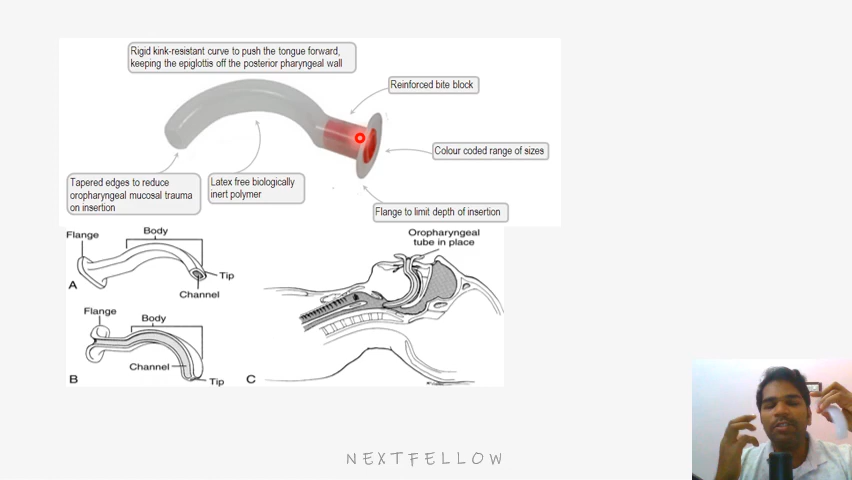 Rigid kink-resistant curve to push the tongue forward,
keeping the epiglottis off the posterior pharyngeal wall
Reinforced bite block
Colour coded range of sizes
Tapered edges to reduce
oropharyngeal mucosal trauma
on insertion
Latex free biologically
inert polymer
Flange to limit depth of insertion
Flange
Body
Tip
Channel
A
Oropharyngeal
tube in place
Flange
Body
Channel
Tip
B
C
NEXTFELLOW